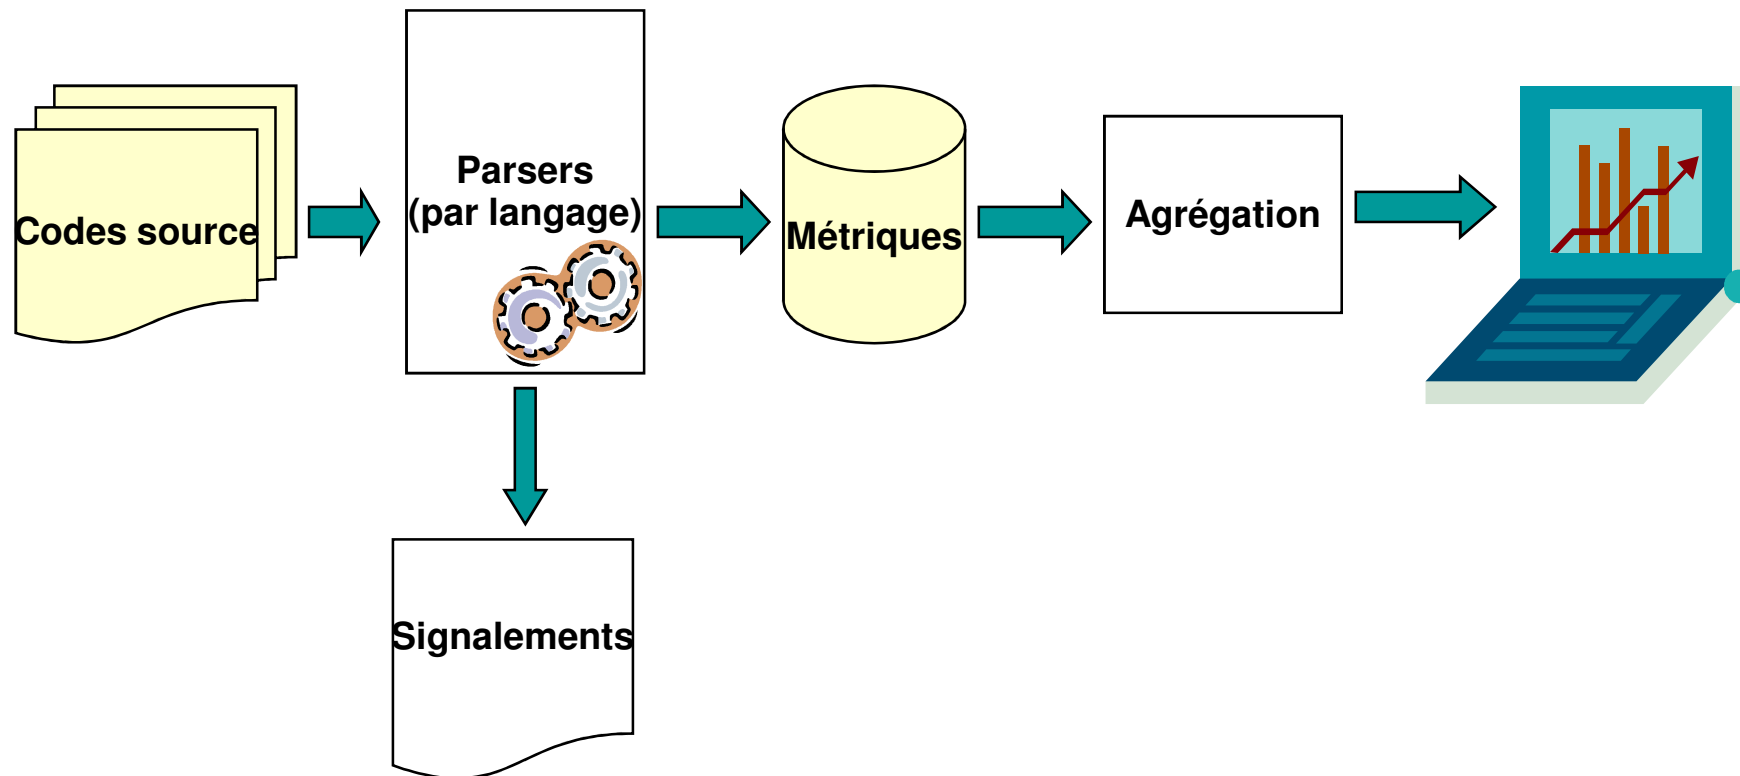 Codes source
Parsers
(par langage)
Métriques
Agrégation
Signalements